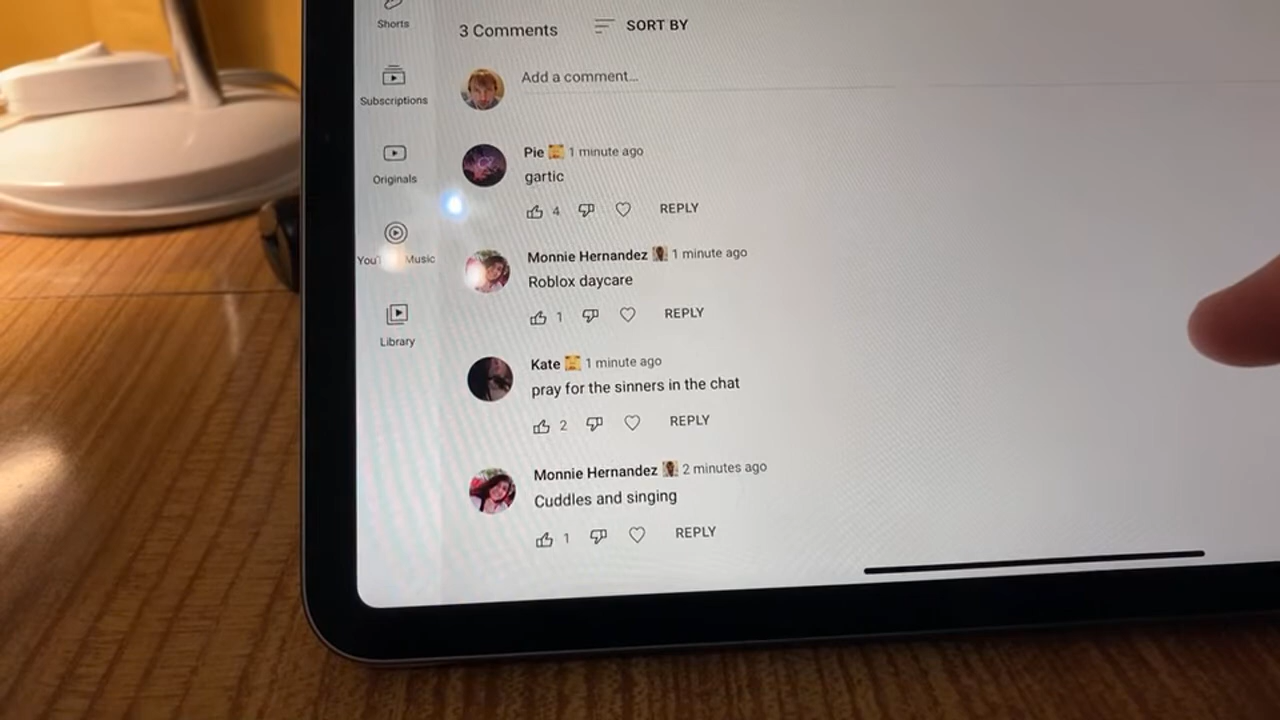 Shorts
Subscriptions
Originals
Music
Library
3 Comments
SORT BY
Add a comment...
Pie 1 minute ago
gartic
4 REPLY
Monnie Hernandez 1 minute ago
Roblox daycare
1 REPLY
Kate 1 minute ago
pray for the sinners in the chat
2 REPLY
Monnie Hernandez 2 minutes ago
Cuddles and singing
1 REPLY